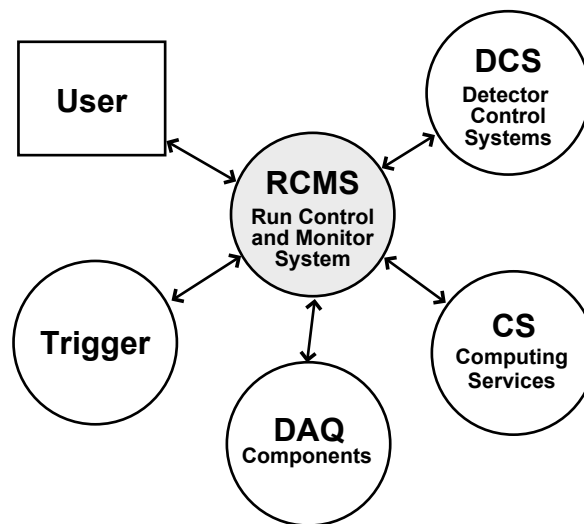 User
DCS
Detector
Control
Systems
RCMS
Run Control
and Monitor
System
Trigger
CS
Computing
Services
DAQ
Components